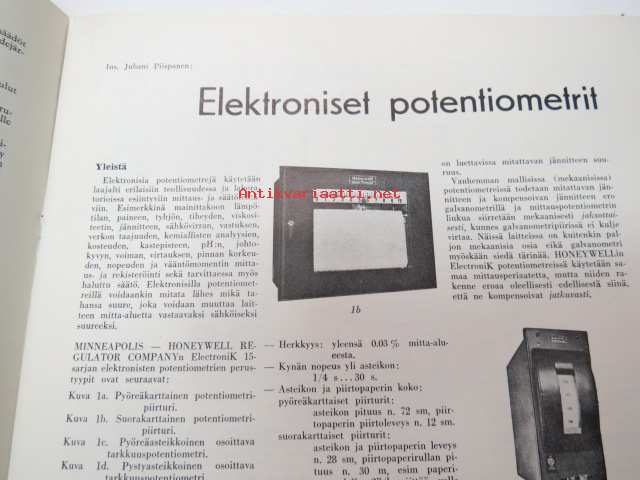 säädöt
dejär-
ulut
ru-
lle
Ins. Juhani Piispanen:
Elektroniset potentiometrit
Yleistä
Elektronisia potentiometrejä käytetään
laajalti erilaisiin teollisuudessa ja
torioissa esiintyviin mittaus- ja
viin. Esimerkkinä mainittakoon lämpö-
tilan, paineen, tyhjön, tiheyden, viskosi-
teetin, jännitteen, sähkövirran, vastuksen,
verkon taajuuden, kemiallisten analyysien,
kosteuden, kastepisteen, pH:n, johto-
kyvyn, voiman, virtauksen, pinnan korkeu-
den, nopeuden ja vääntömomentin mittaus-
ja rekisteröinti sekä tarvittaessa myös
haluttu säätö. Elektronisilla potentiomet-
reillä voidaankin mitata lähes mikä ta-
hansa suure, joka voidaan muuttaa lait-
teen mitta-aluetta vastaavaksi sähköiseksi
suureeksi.
MINNEAPOLIS — HONEYWELL RE-
GULATOR COMPANYn ElectroniK 15-
sarjan elektronisten potentiometrien perus-
tyypit ovat seuraavat:
Kuva 1a. Pyöreäkarttainen potentiometri-
piirturi.
Kuva 1b. Suorakarttainen potentiometri-
piirturi.
Kuva 1c. Pyöreäasteikkoinen osoittava
tarkkuuspotentiometri.
Kuva 1d. Pystyasteikkoinen osoittava
tarkkuuspotentiometri.
Antiikvariaatti.net
1b
— Herkkyys: yleensä 0.03 % mitta-alu-
eesta.
— Kynän nopeus yli asteikon:
1/4 s...30 s.
— Asteikon ja piirtopaperin koko:
pyöreäkarttaiset piirturit:
asteikon pituus n. 72 sm, piir-
topaperin piirtoleveys n. 12 sm.
suorakarttaiset piirturit:
asteikon ja piirtopaperin leveys
n. 28 sm, piirtopaperirullan pi-
tuus n. 30 m, esim paperi-
on luettavissa mitattavan jännitteen suu-
ruus.
Vanhemman mallisissa (mekaanisissa)
potentiometreissä todetaan mitattavan jän-
nitteen ja kompensoivan jännitteen ero
galvanometrillä ja mittauspotentiometrin
liukua siirretään mekaanisesti jaksottai-
sesti, kunnes galvanometripiirissä ei kulje
virtaa. Näissä laitteissa on kuitenkin pal-
jon mekaanisia osia eikä galvanometri
myöskään siedä tärinää. HONEYWELLin
ElectroniK potentiometreissä käytetään sa-
maa mittausperiaatetta, mutta niiden ra-
kenne eroaa oleellisesti edellisestä siinä,
että ne kompensoivat jatkuvasti.